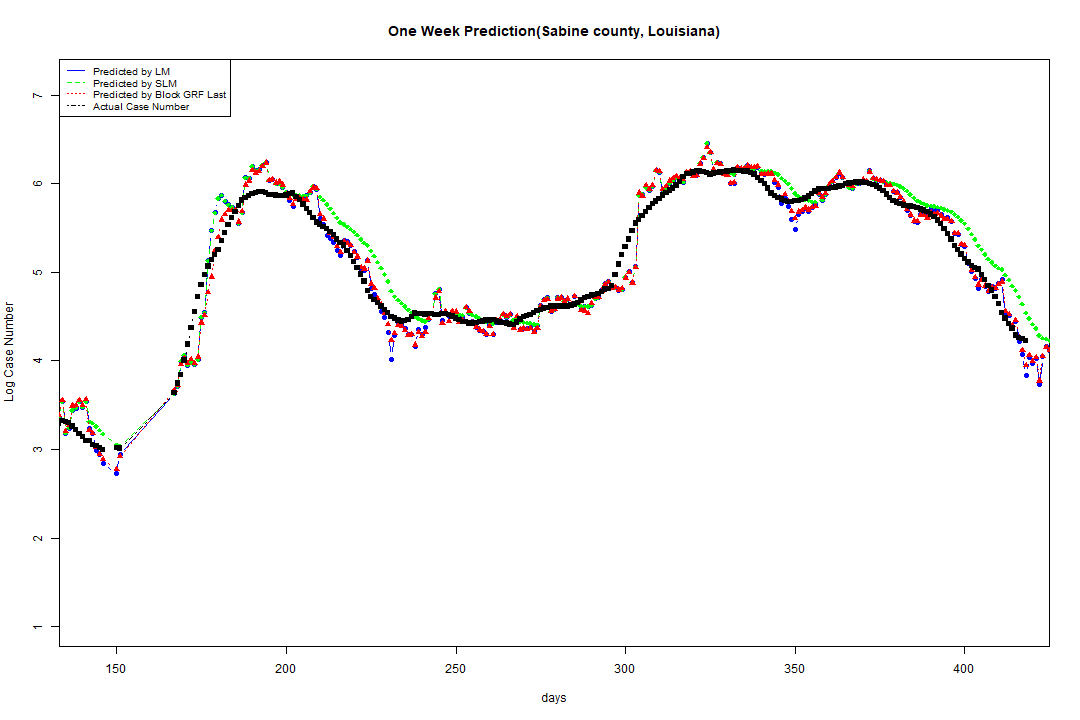 One Week Prediction(Sabine county, Louisiana)
Predicted by LM
Predicted by SLM
Predicted by Block GRF Last
Actual Case Number
Log Case Number
7
6
5
4
3
2
1
150 200 250 300 350 400
days